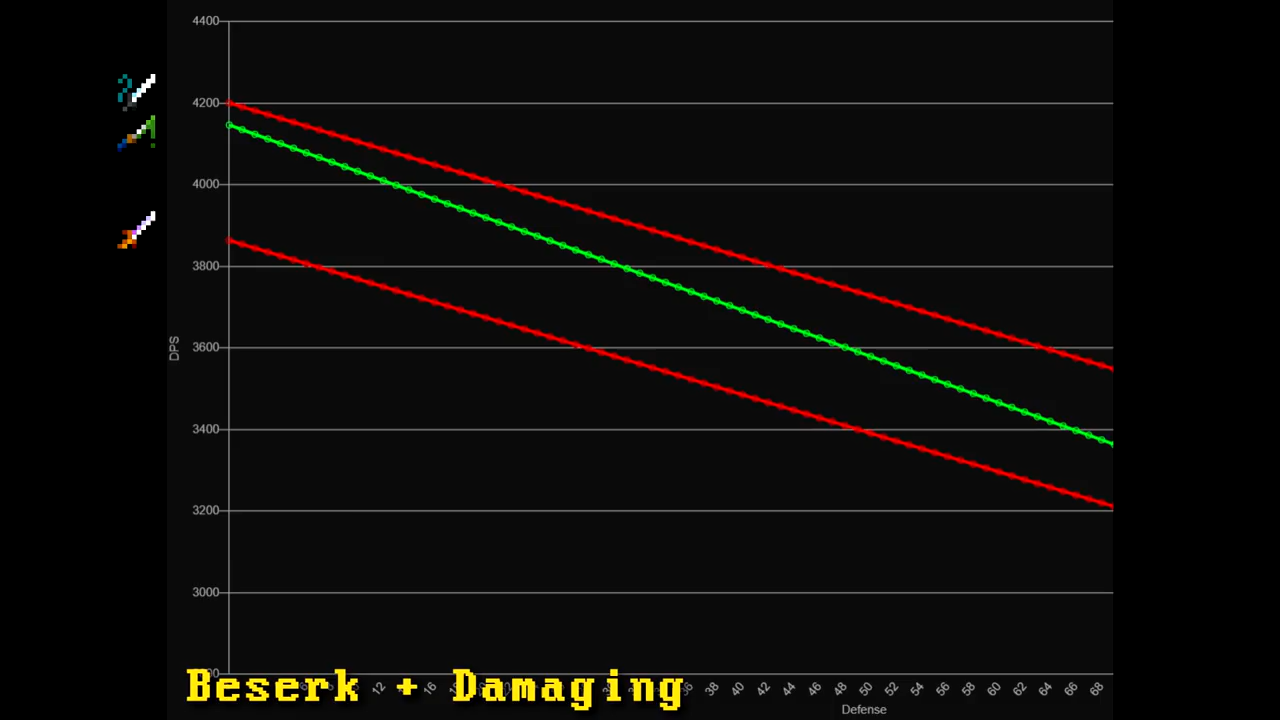 4400
4200
4000
3800
3600
3400
3200
3000
DPS
12 16 38 40 42 44 46 48 50 52 54 56 58 60 62 64 66 68
Beserk + Damaging
Defense